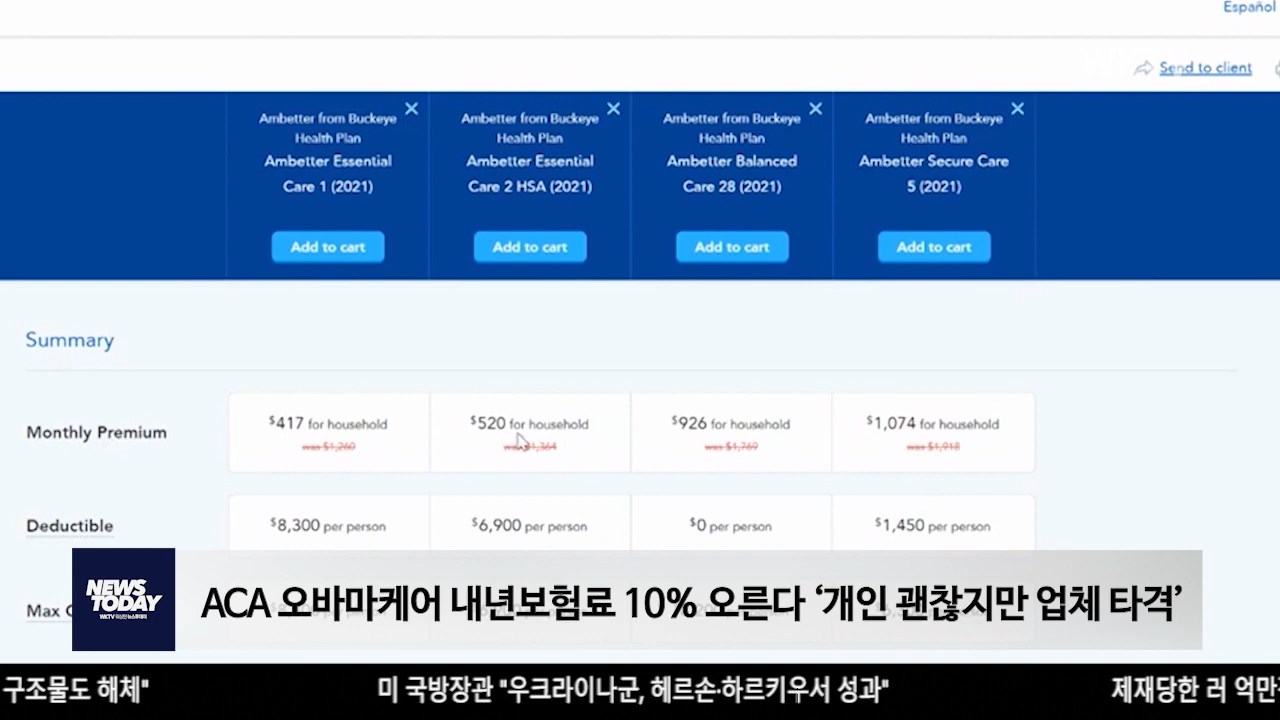 Español
Send to client
Ambetter from Buckeye
Health Plan
Ambetter Essential
Care 1 (2021)
Add to cart
Ambetter from Buckeye
Health Plan
Ambetter Essential
Care 2 HSA (2021)
Add to cart
Ambetter from Buckeye
Health Plan
Ambetter Balanced
Care 28 (2021)
Add to cart
Ambetter from Buckeye
Health Plan
Ambetter Secure Care
5 (2021)
Add to cart
Summary
Monthly Premium
$417 for household
was $1,260
$520 for household
was $1,364
$926 for household
was $1,769
$1,074 for household
was $1,918
Deductible
$8,300 per person
$6,900 per person
$0 per person
$1,450 per person
Max
NEWS
TODAY
ACA 오바마케어 내년보험료 10% 오른다 ‘개인 괜찮지만 업체 타격’
구조물도 해체" 미 국방장관 "우크라이나군, 헤르손·하르키우서 성과" 제재당한 러 억만